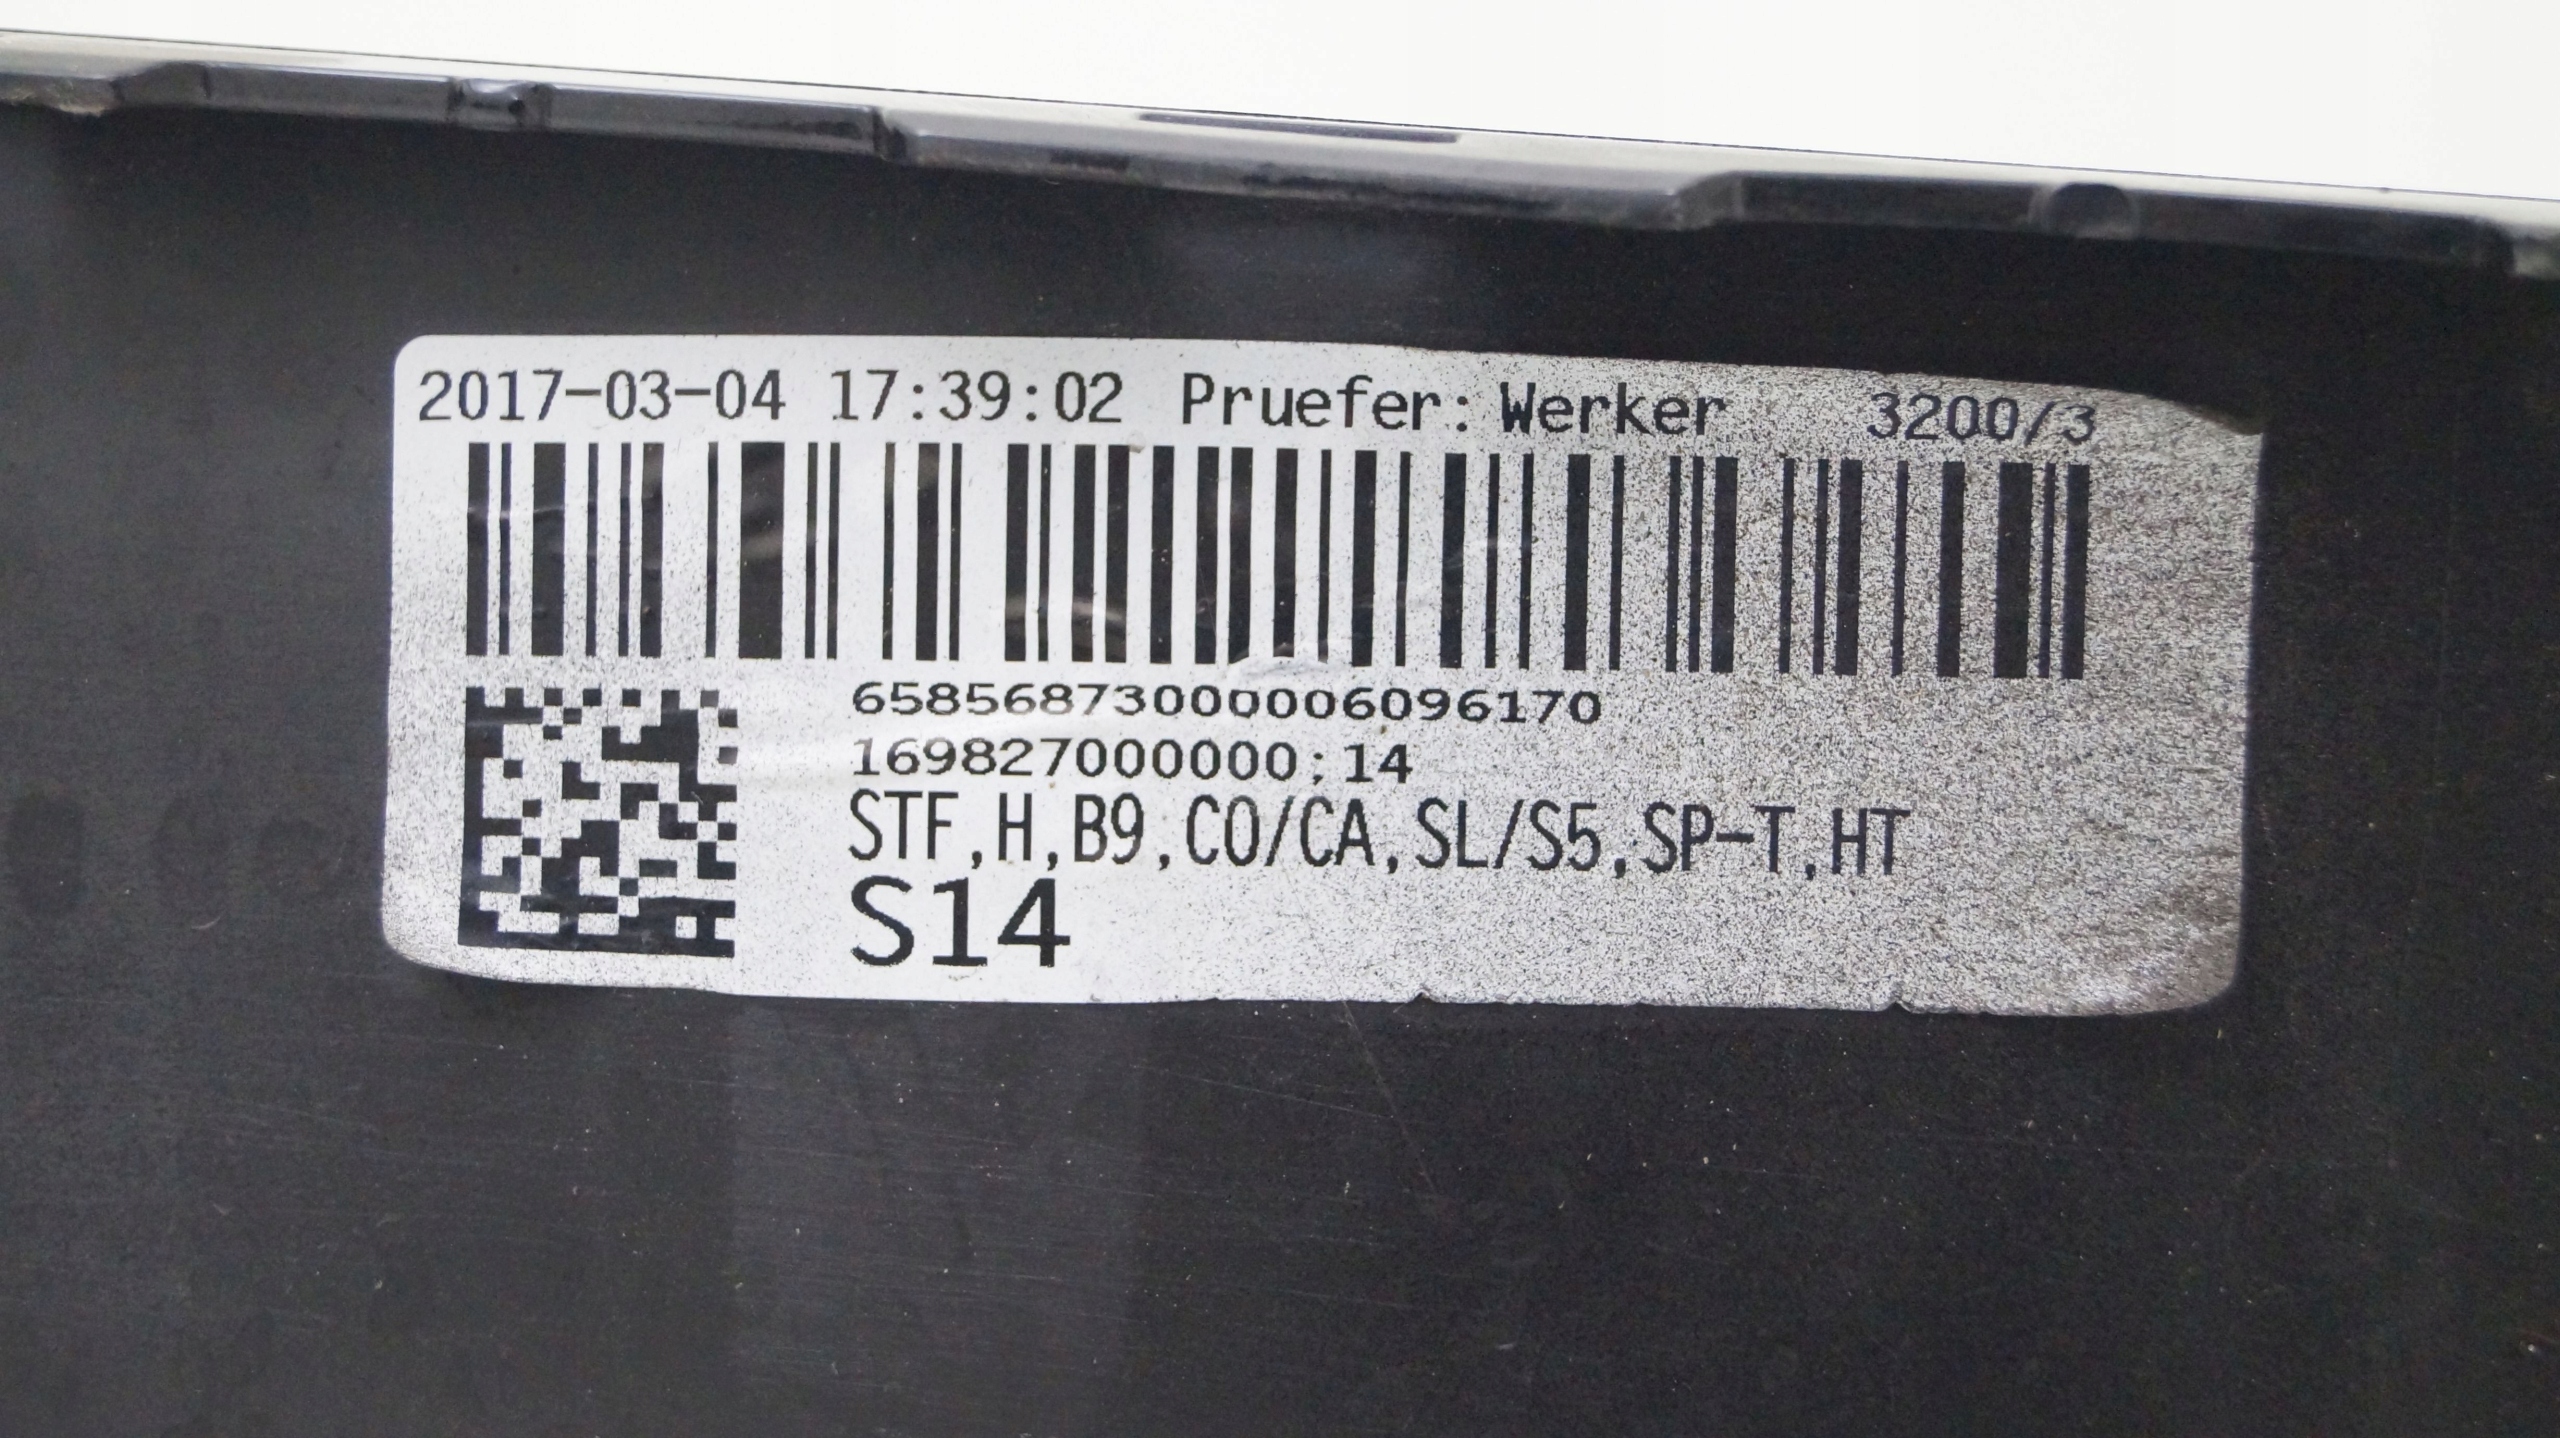 2017-03-04 17:39:02 Pruefer: Werker 3200/3
65856873000006096170
169827000000;14
STF,H,B9,CO/CA,SL/S5,SP-T,HT
S14